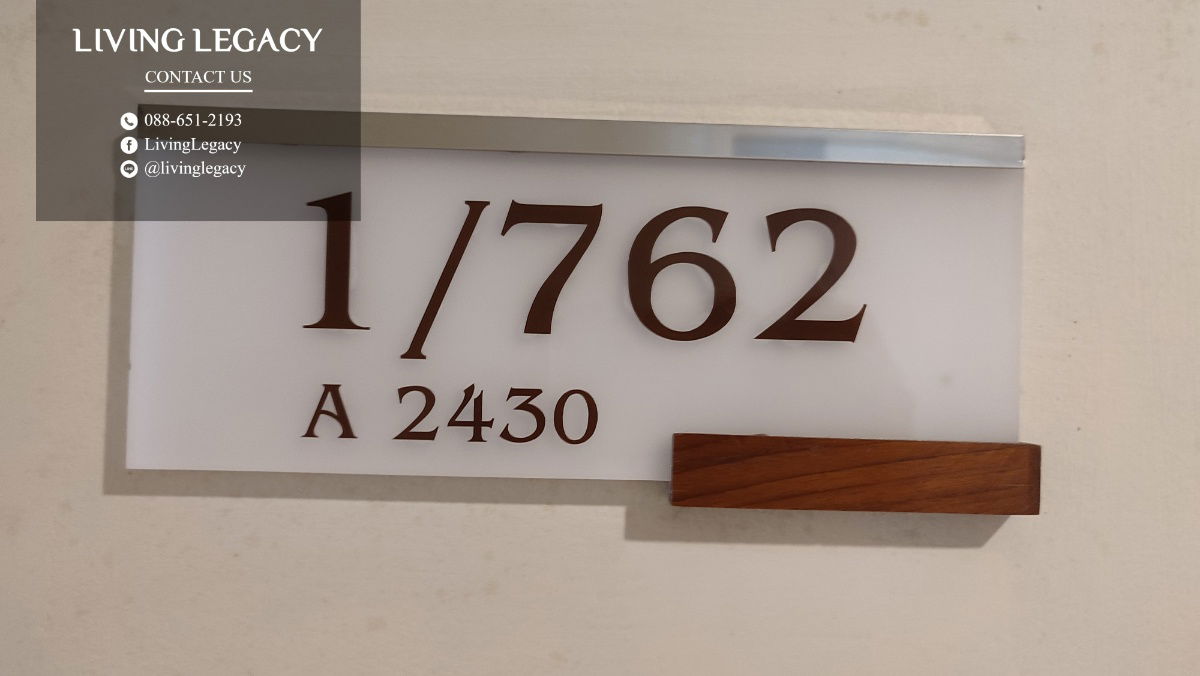 LIVING LEGACY
CONTACT US
088-651-2193
LivingLegacy
@livinglegacy
1/762
A 2430